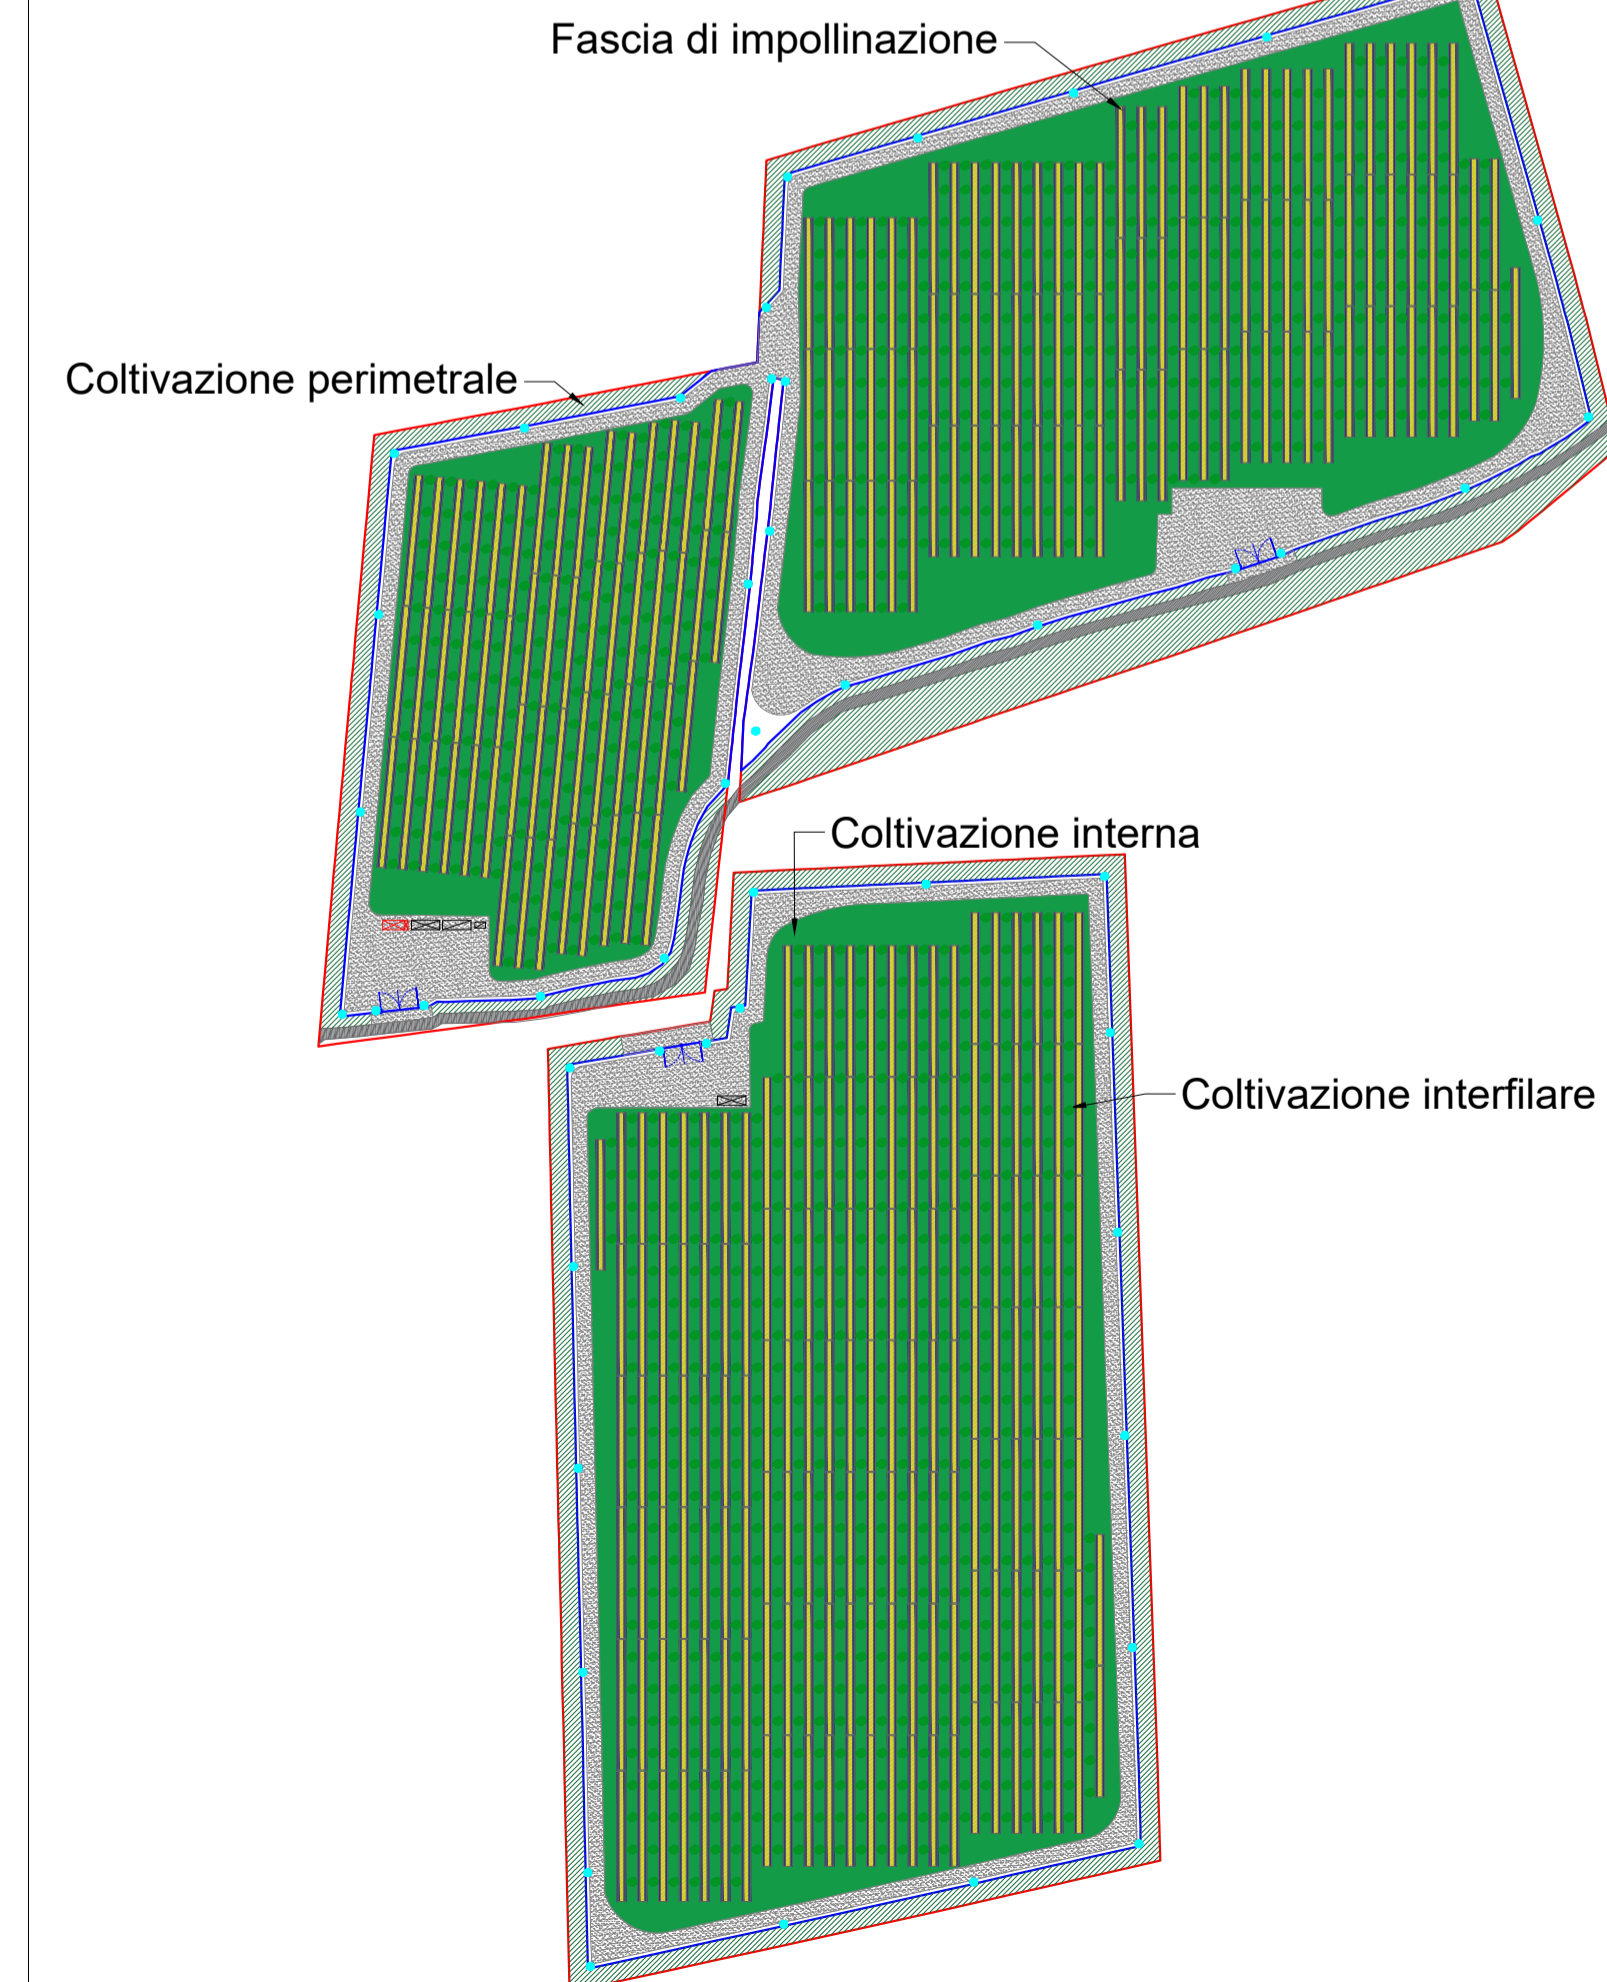 Fascia di impollinazione
Coltivazione perimetrale
Coltivazione interna
Coltivazione interfilare